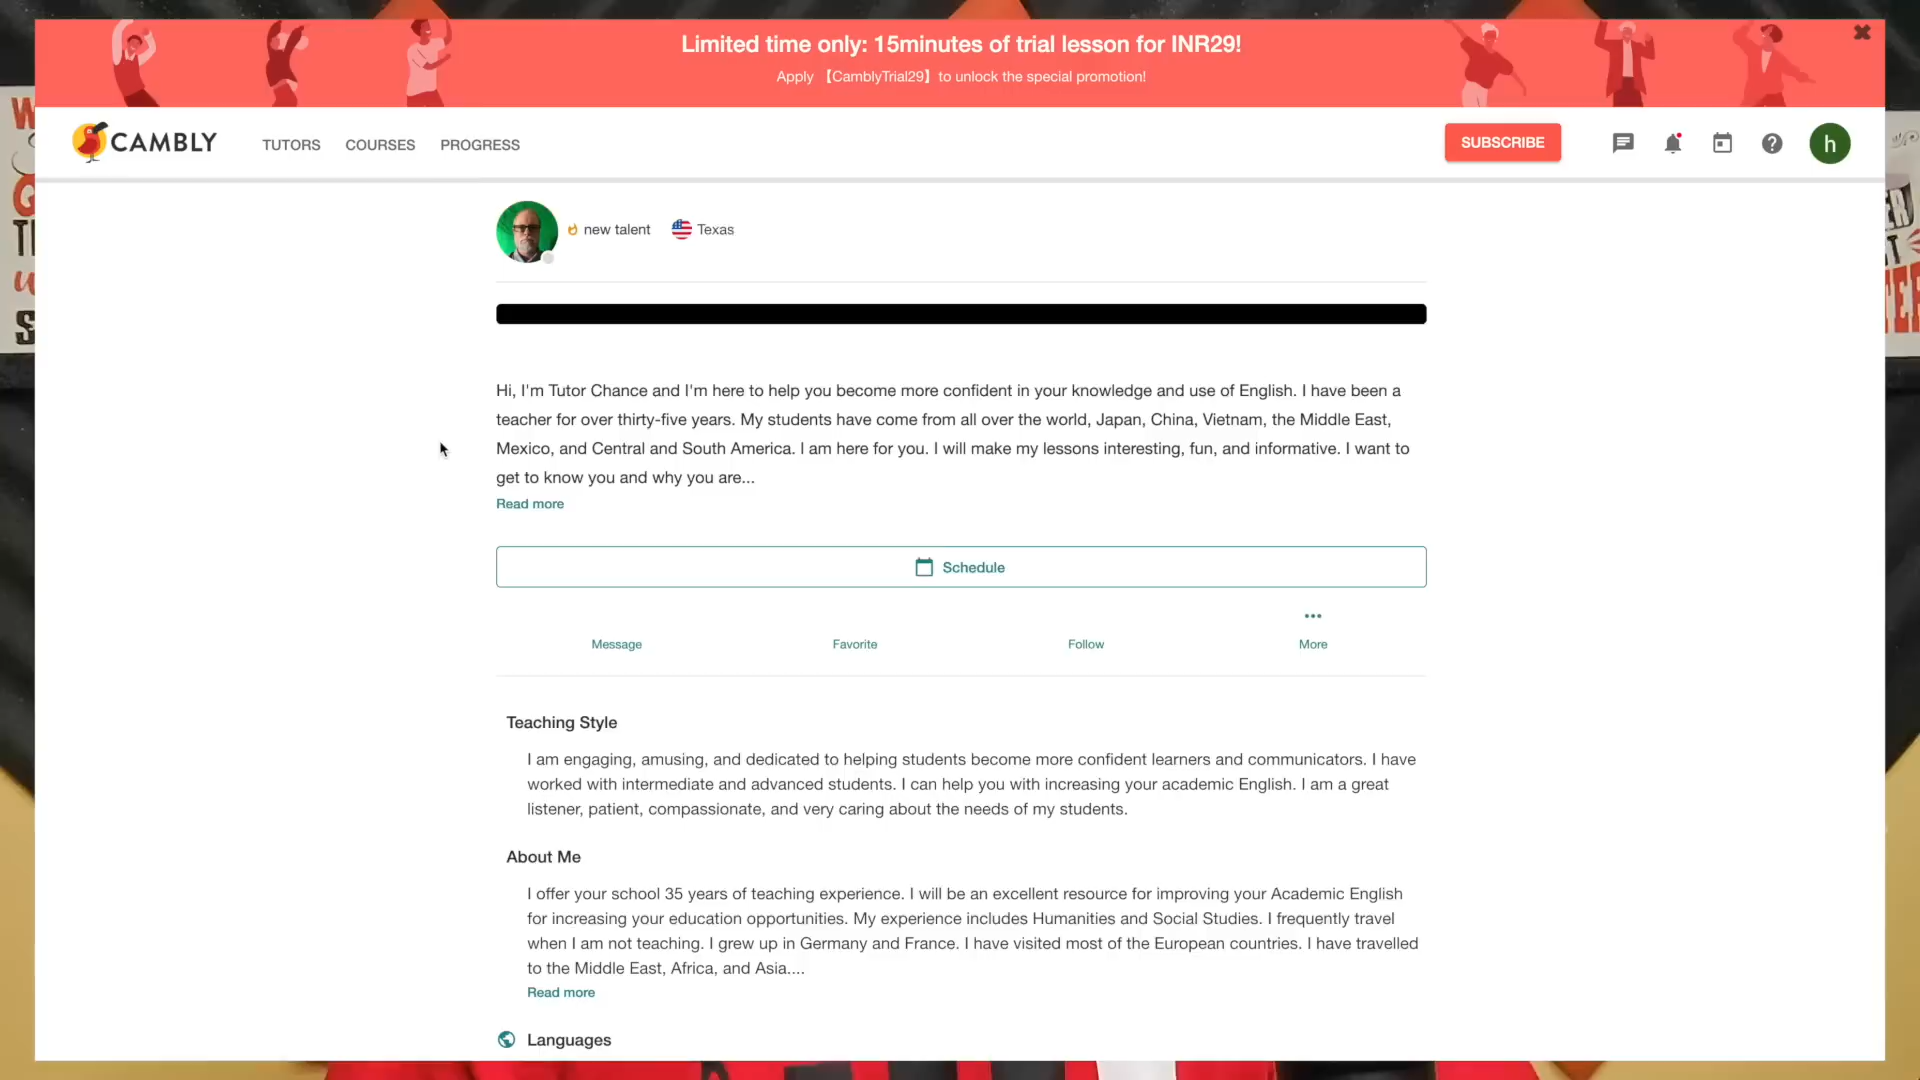 Limited time only: 15minutes of trial lesson for INR29!
Apply 【CamblyTrial29】 to unlock the special promotion!
CAMBLY
TUTORS
COURSES
PROGRESS
SUBSCRIBE
h
new talent
Texas
Hi, I'm Tutor Chance and I'm here to help you become more confident in your knowledge and use of English. I have been a
teacher for over thirty-five years. My students have come from all over the world, Japan, China, Vietnam, the Middle East,
Mexico, and Central and South America. I am here for you. I will make my lessons interesting, fun, and informative. I want to
get to know you and why you are...
Read more
Schedule
Message
Favorite
Follow
More
Teaching Style
I am engaging, amusing, and dedicated to helping students become more confident learners and communicators. I have
worked with intermediate and advanced students. I can help you with increasing your academic English. I am a great
listener, patient, compassionate, and very caring about the needs of my students.
About Me
I offer your school 35 years of teaching experience. I will be an excellent resource for improving your Academic English
for increasing your education opportunities. My experience includes Humanities and Social Studies. I frequently travel
when I am not teaching. I grew up in Germany and France. I have visited most of the European countries. I have travelled
to the Middle East, Africa, and Asia....
Read more
Languages